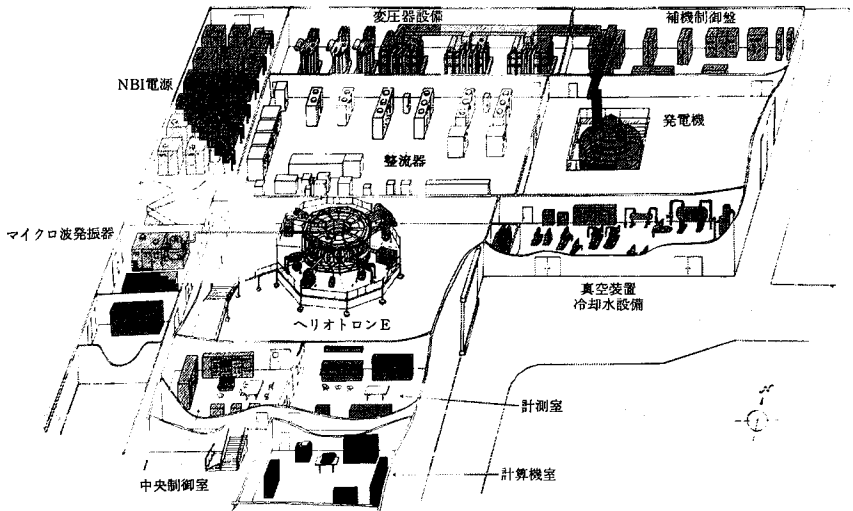 変圧器設備
補機制御盤
NBI電源
発電機
整流器
マイクロ波発振器
真空装置
冷却水設備
ヘリオトロンE
計測室
中央制御室
計算機室
N